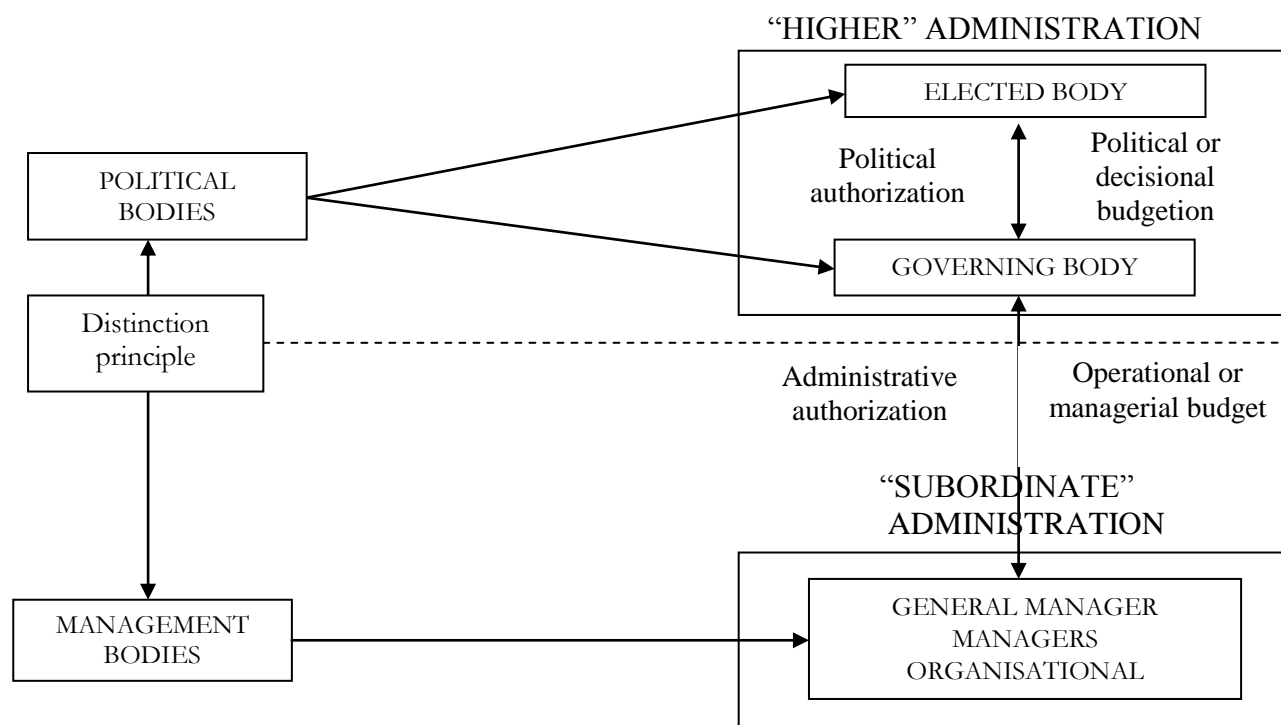 “HIGHER” ADMINISTRATION
ELECTED BODY
POLITICAL
BODIES
Political
authorization
Political or
decisional
budgetion
GOVERNING BODY
Distinction
principle
Administrative
authorization
Operational or
managerial budget
“SUBORDINATE”
ADMINISTRATION
MANAGEMENT
BODIES
GENERAL MANAGER
MANAGERS
ORGANISATIONAL